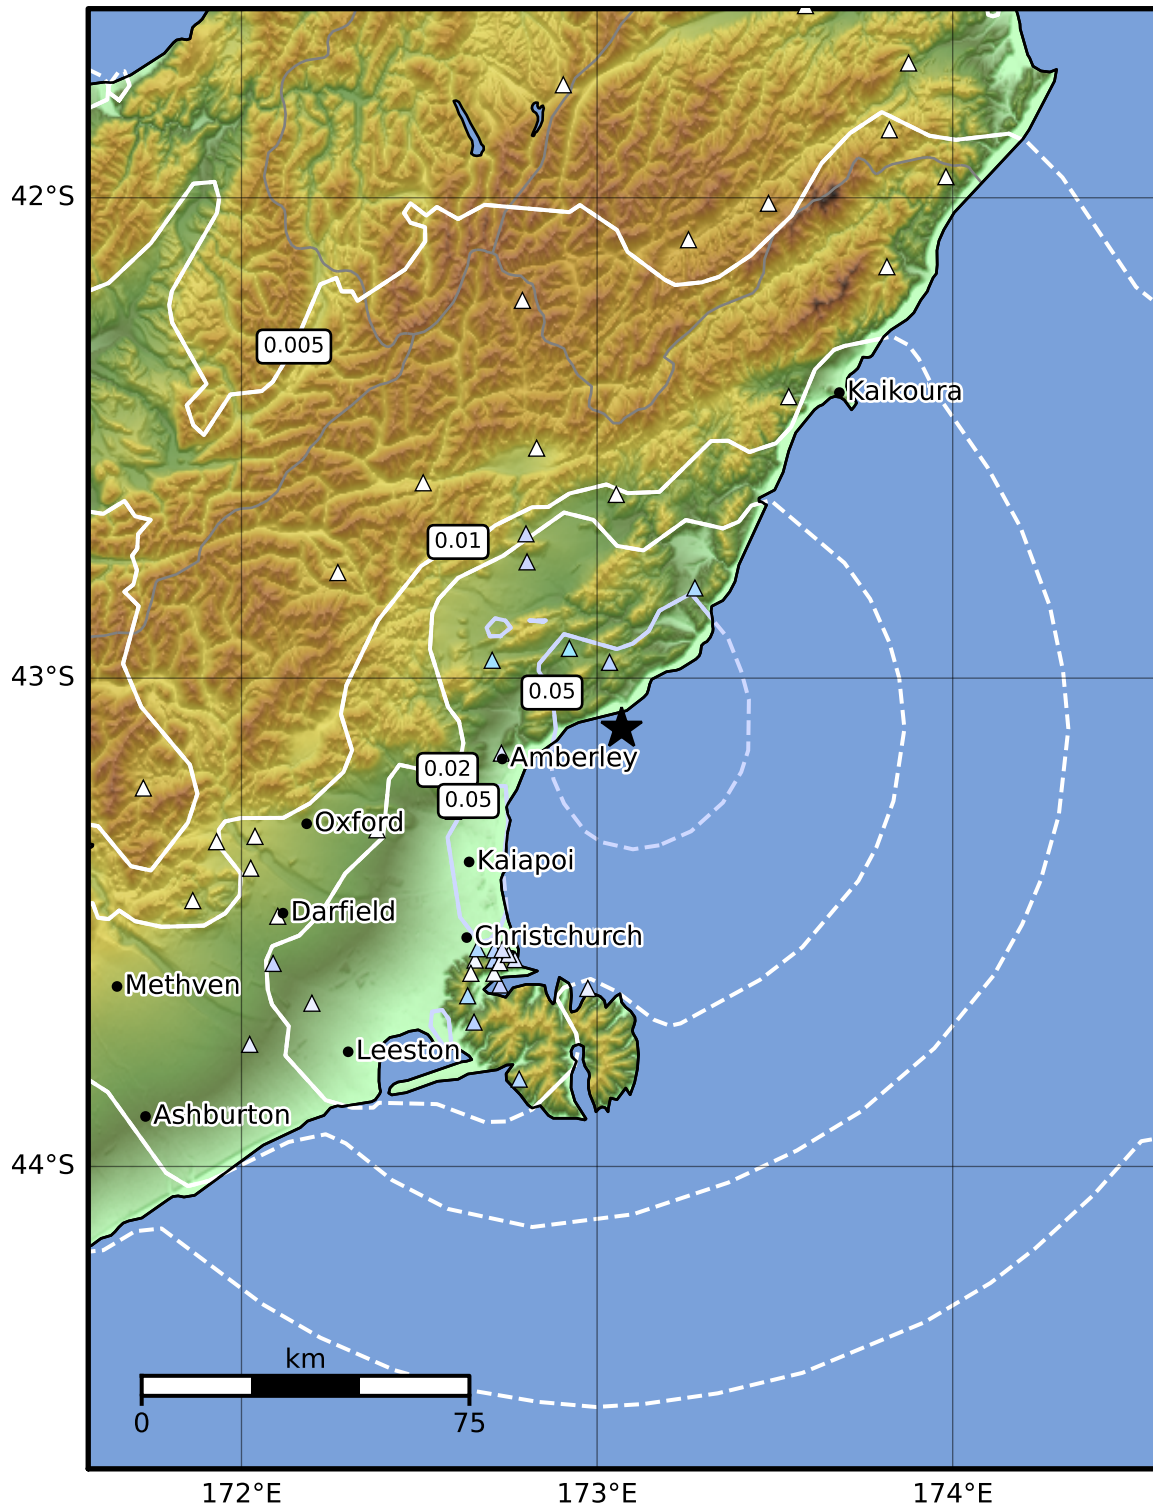 42°S
0.005
Kaikoura
0.01
43°S
0.05
Amberley
0.02
0.05
Oxford
Kaiapoi
Darfield
Christchurch
Methven
Leeston
Ashburton
44°S
km
0 75
172°E 173°E 174°E